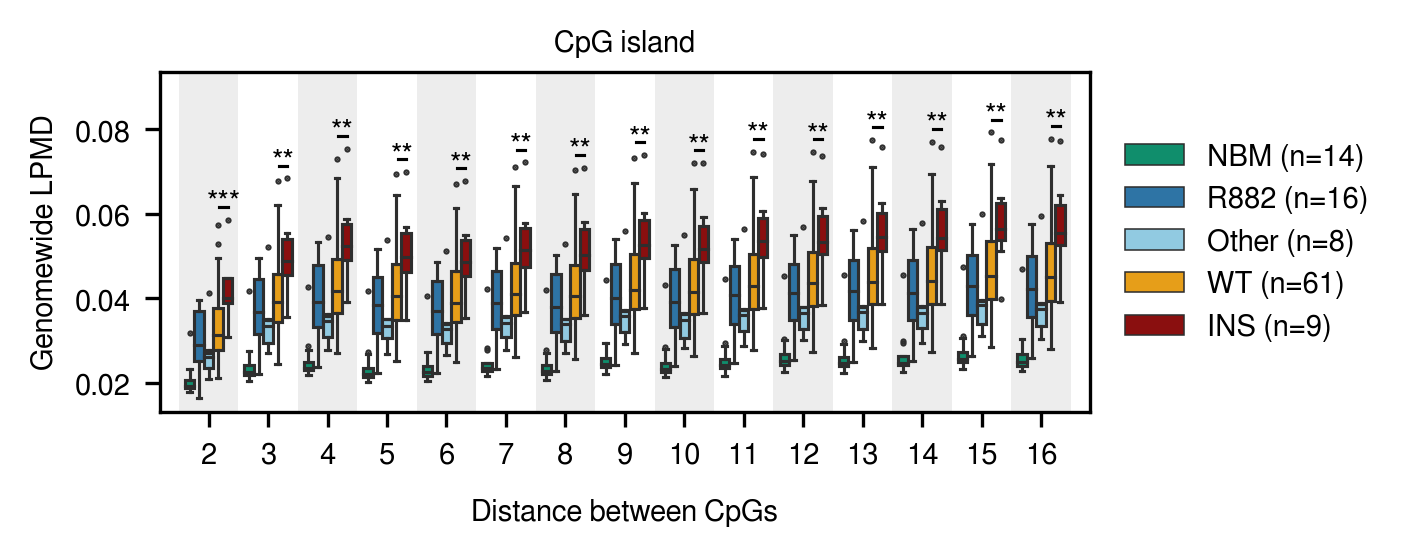 CpG island
Genomewide LPMD
0.08
0.06
0.04
0.02
***
**
**
**
**
**
**
**
**
**
**
**
**
**
**
2 3 4 5 6 7 8 9 10 11 12 13 14 15 16
Distance between CpGs
NBM (n=14)
R882 (n=16)
Other (n=8)
WT (n=61)
INS (n=9)